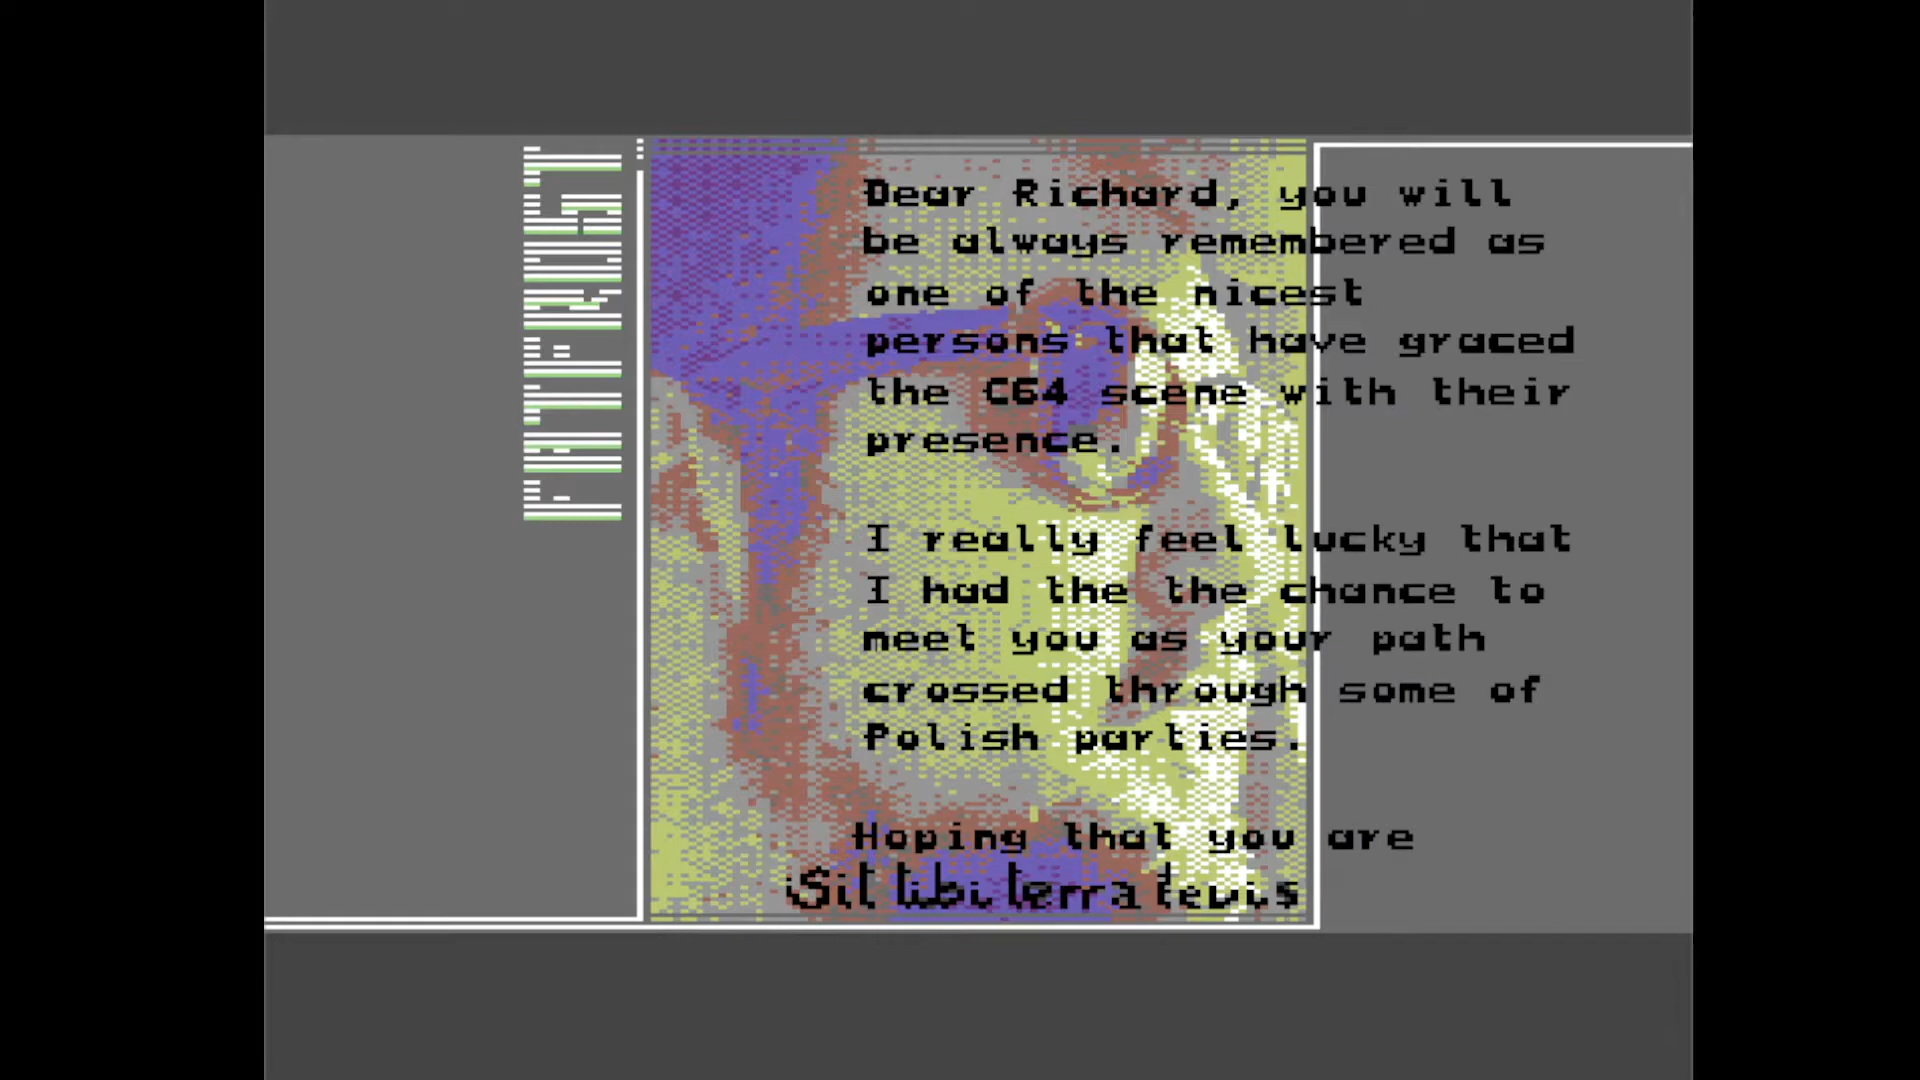 FATFROST
Dear Richard, you will
be always remembered as
one of the nicest
persons that have graced
the C64 scene with their
presence.
I really feel lucky that
I had the the chance to
meet you as your path
crossed through some of
Polish parties.
Hoping that you are
Sit tibi terra levis